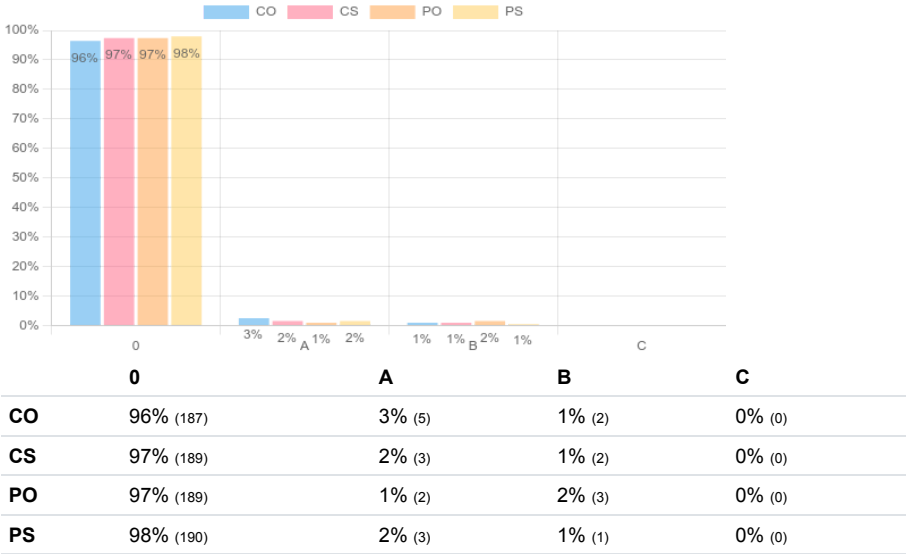 CO CS PO PS
100%
90%
80%
70%
60%
50%
40%
30%
20%
10%
0%
96% 97% 97% 98%
3% 2% 1% 2% 1% 1% 2% 1%
0 A B C
0 A B C
CO 96% (187) 3% (5) 1% (2) 0% (0)
CS 97% (189) 2% (3) 1% (2) 0% (0)
PO 97% (189) 1% (2) 2% (3) 0% (0)
PS 98% (190) 2% (3) 1% (1) 0% (0)